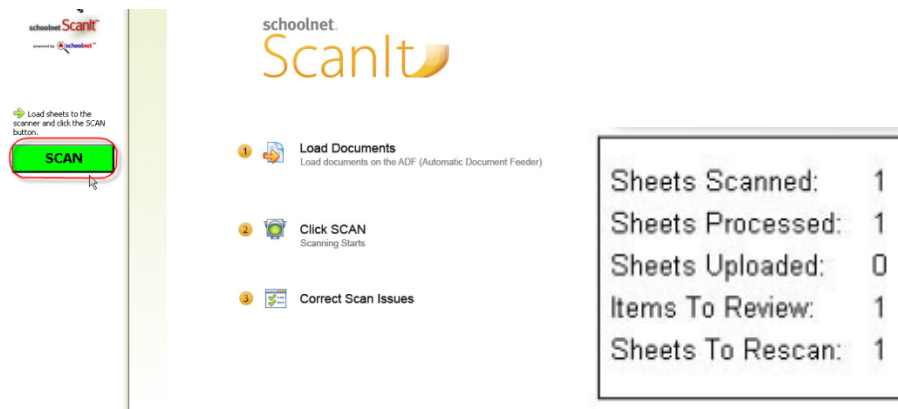 schoolnet ScanIt™
powered by schoolnet™
Load sheets to the
scanner and click the SCAN
button.
SCAN
schoolnet.
ScanIt
1 Load Documents
Load documents on the ADF (Automatic Document Feeder)
2 Click SCAN
Scanning Starts
3 Correct Scan Issues
Sheets Scanned: 1
Sheets Processed: 1
Sheets Uploaded: 0
Items To Review: 1
Sheets To Rescan: 1